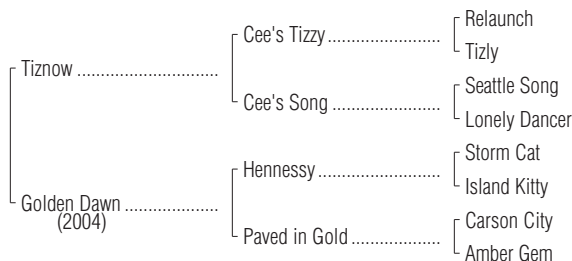 Relaunch
Cee's Tizzy
Tizly
Tiznow
Seattle Song
Cee's Song
Lonely Dancer
Storm Cat
Hennessy
Island Kitty
Golden Dawn
(2004)
Carson City
Paved in Gold
Amber Gem